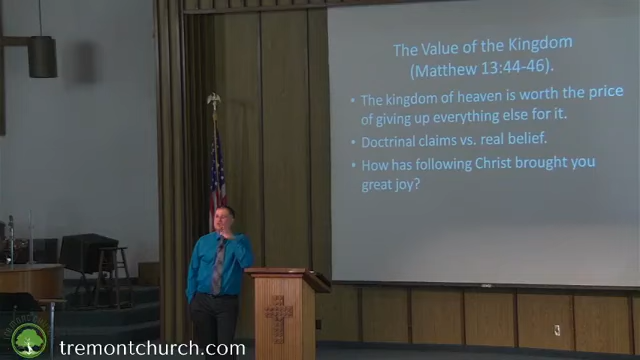 The Value of the Kingdom
(Matthew 13:44-46).
• The kingdom of heaven is worth the price
of giving up everything else for it.
• Doctrinal claims vs. real belief.
• How has following Christ brought you
great joy?
tremontchurch.com